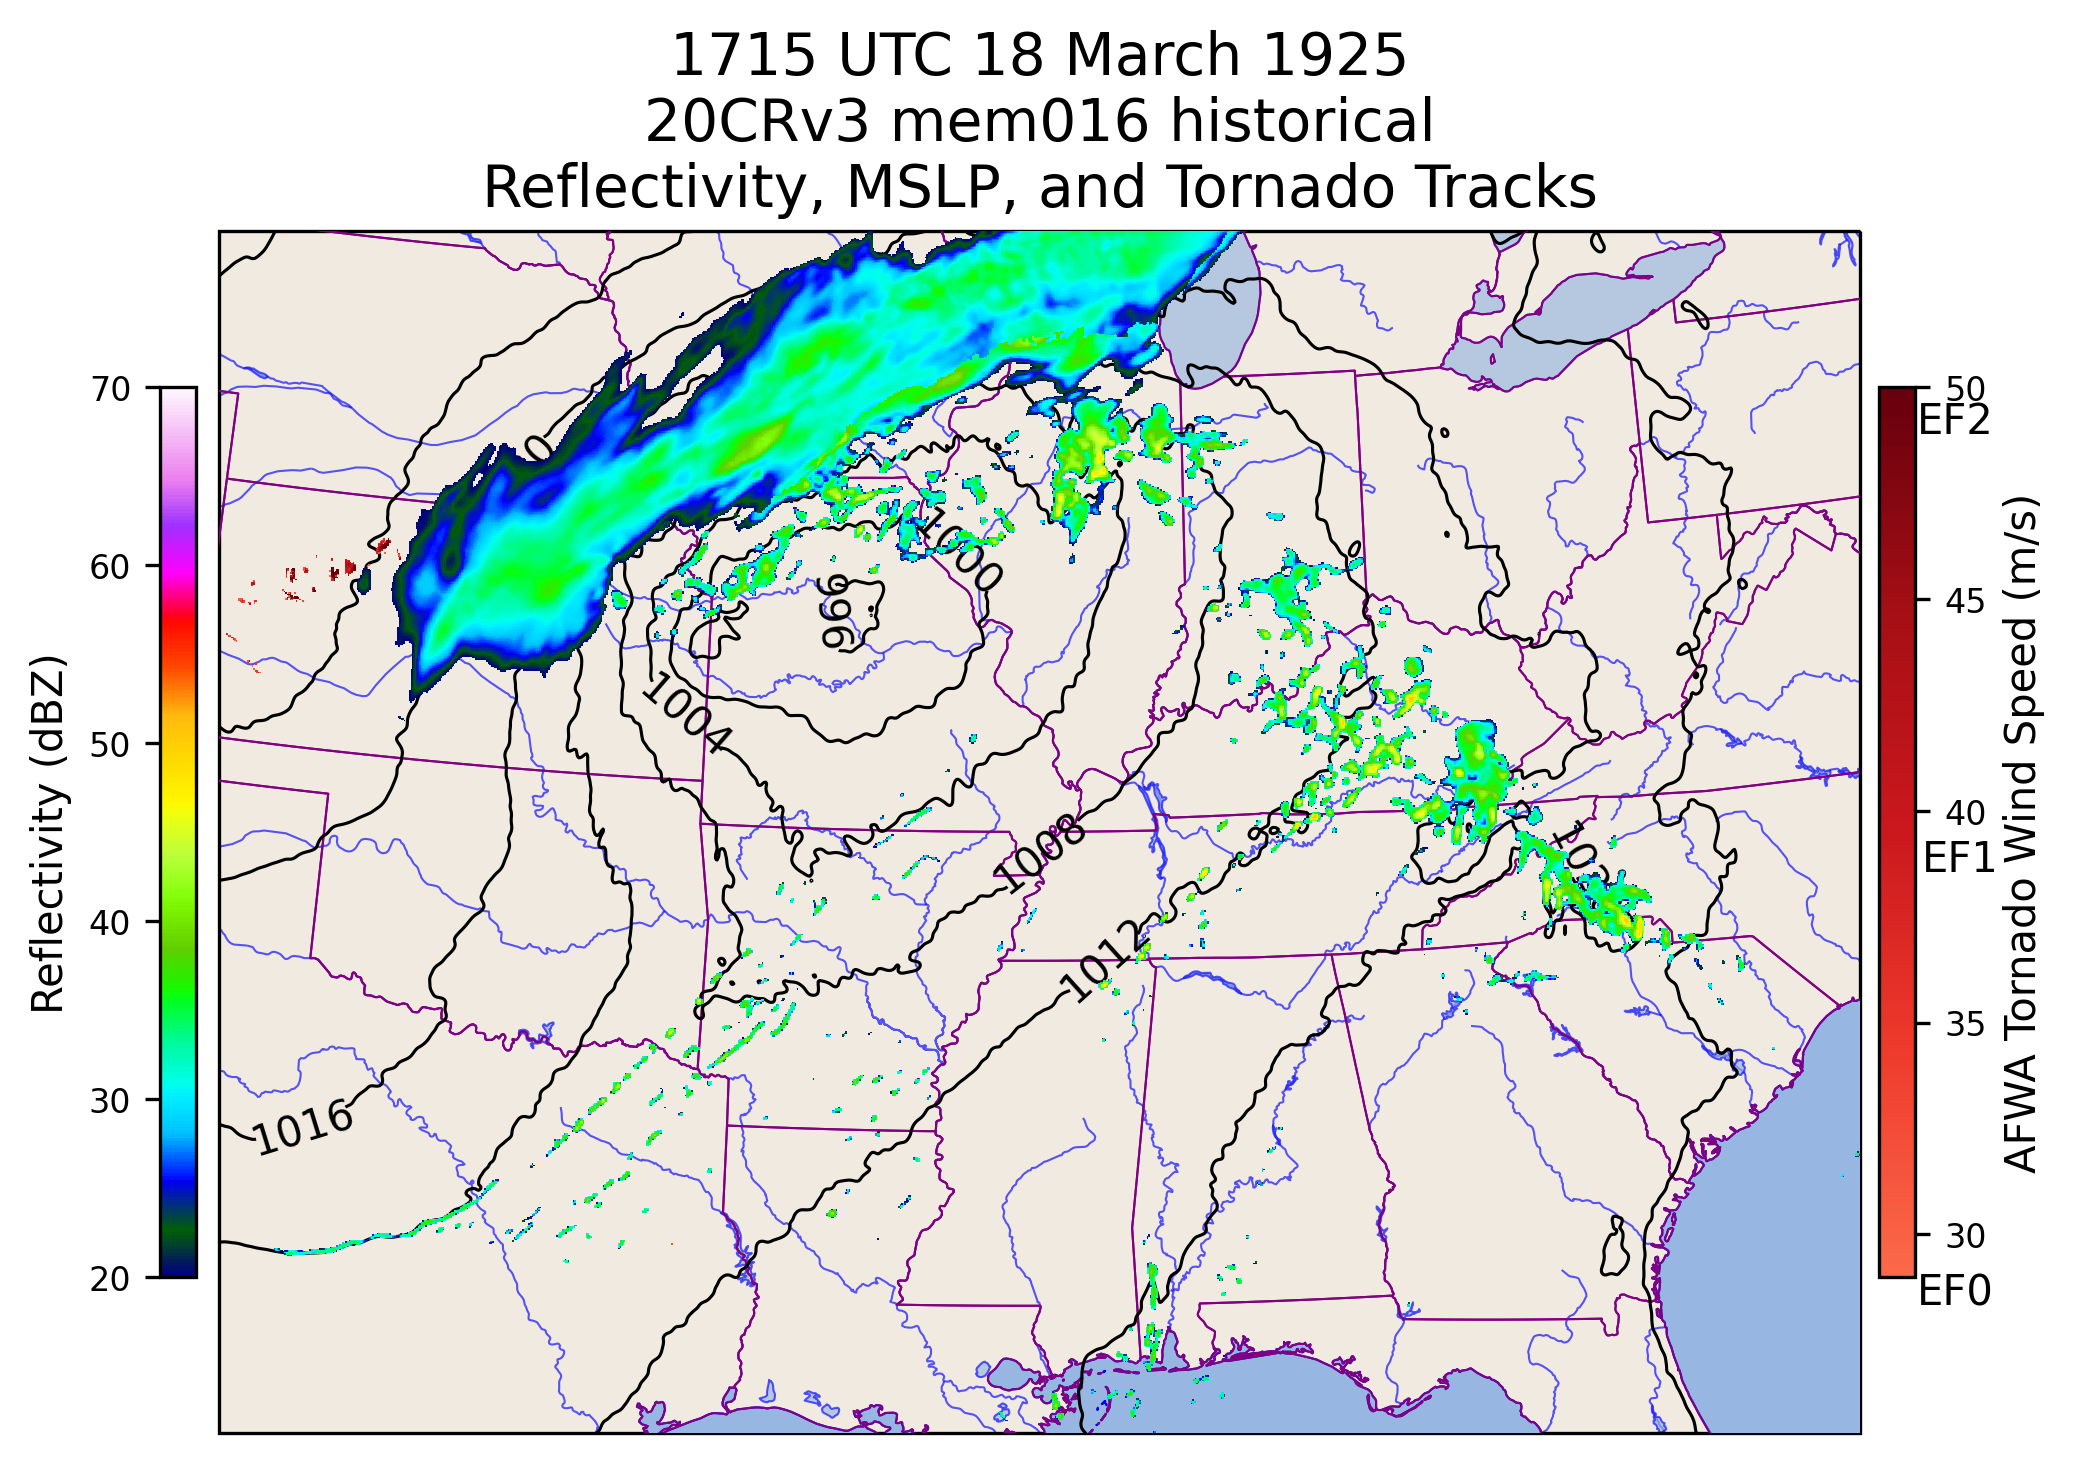 1715 UTC 18 March 1925
20CRv3 mem016 historical
Reflectivity, MSLP, and Tornado Tracks
70
60
50
40
30
20
Reflectivity (dBZ)
0
1000
996
1004
1008
1012
1016
50
EF2
45
40
EF1
35
30
EF0
AFWA Tornado Wind Speed (m/s)